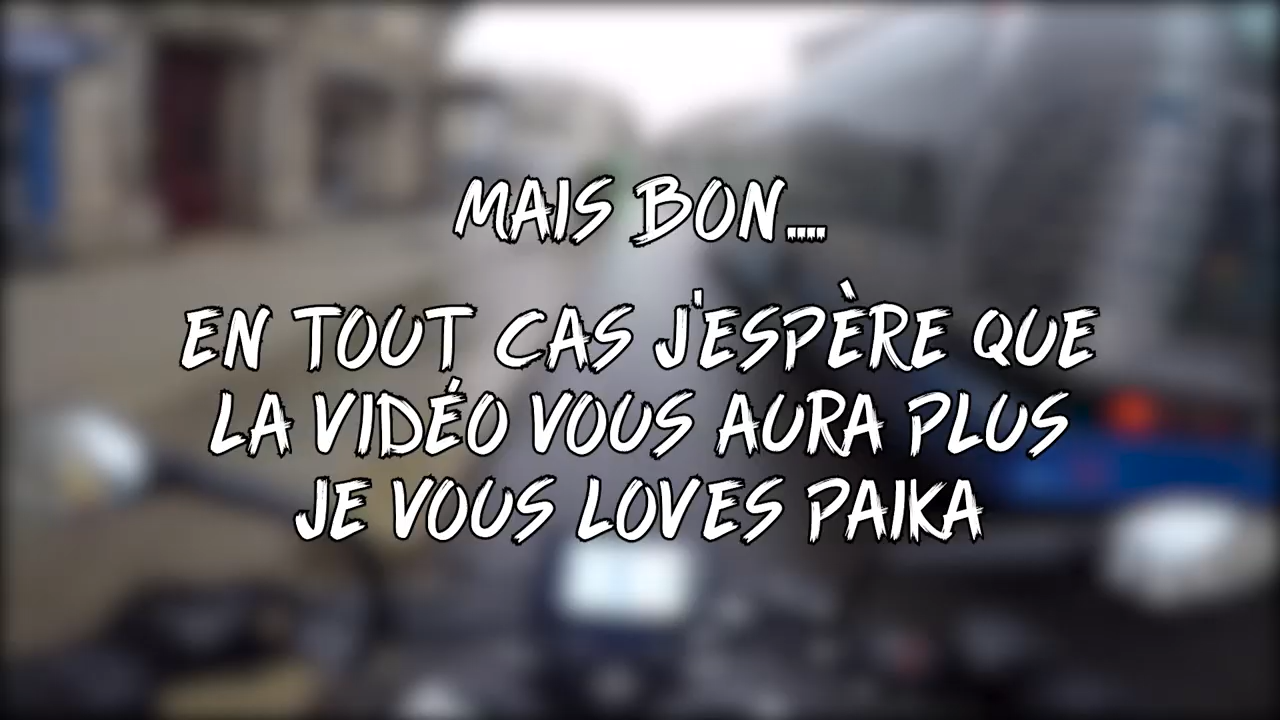 MAIS BON....
EN TOUT CAS J'ESPÈRE QUE
LA VIDÉO VOUS AURA PLUS
JE VOUS LOVES PAIKA